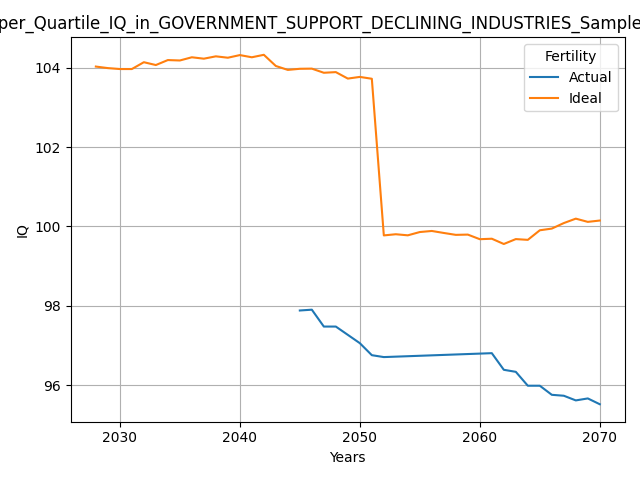 per_Quartile_IQ_in_GOVERNMENT_SUPPORT_DECLINING_INDUSTRIES_Sample
Fertility
Actual
Ideal
104
102
100
98
96
IQ
2030
2040
2050
2060
2070
Years